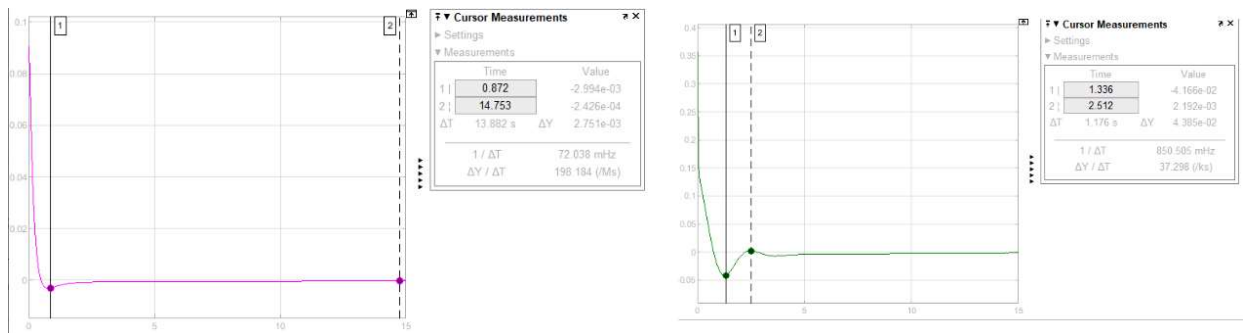 0.1
0.08
0.06
0.04
0.02
0
0
5
10
15
1
2
Cursor Measurements
Settings
Measurements
Time Value
1 | 0.872 -2.994e-03
2 ¦ 14.753 -2.426e-04
ΔT 13.882 s ΔY 2.751e-03
1 / ΔT 72.038 mHz
ΔY / ΔT 198.184 (/Ms)
0.4
0.35
0.3
0.25
0.2
0.15
0.1
0.05
0
-0.05
0
5
10
15
1
2
Cursor Measurements
Settings
Measurements
Time Value
1 | 1.336 -4.166e-02
2 ¦ 2.512 2.192e-03
ΔT 1.176 s ΔY 4.385e-02
1 / ΔT 850.505 mHz
ΔY / ΔT 37.298 (/ks)